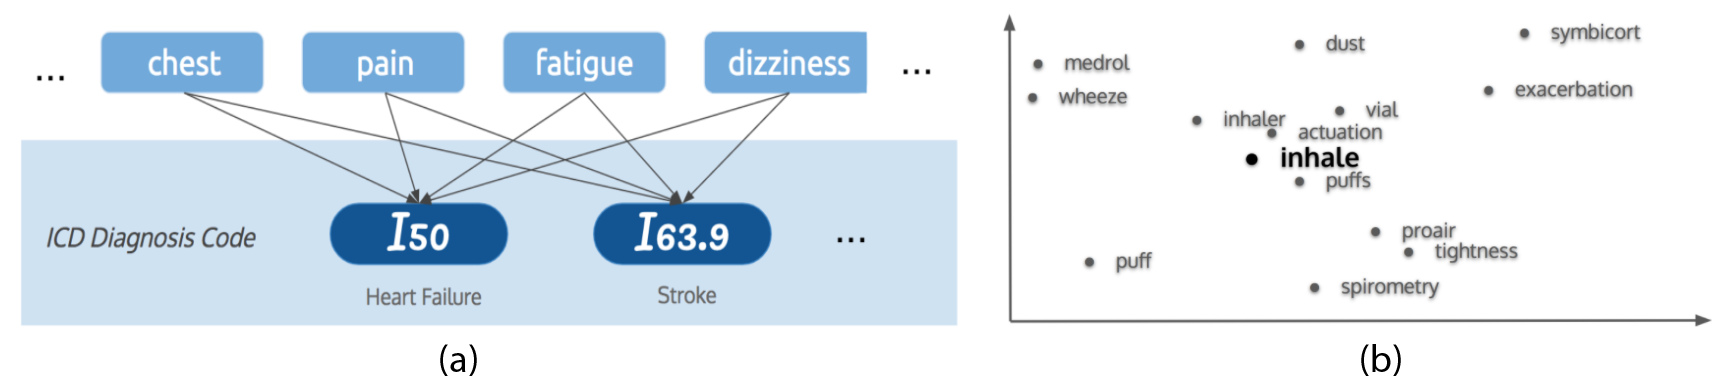 ... chest pain fatigue dizziness ...
ICD Diagnosis Code I50 I63.9 ...
Heart Failure Stroke
(a)
symbicort
dust
medrol
exacerbation
wheeze
vial
inhaler
actuation
inhale
puffs
proair
tightness
puff
spirometry
(b)